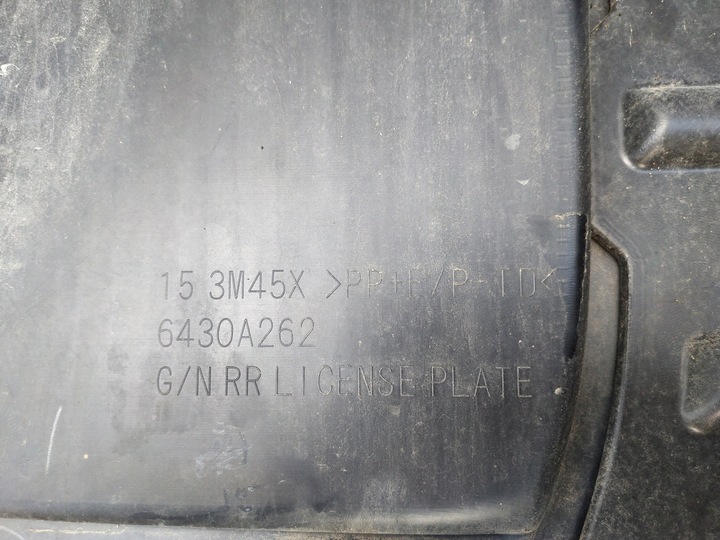 15 3M45X >PP+E/P-TD<
6430A262
G/N RR LICENSE PLATE